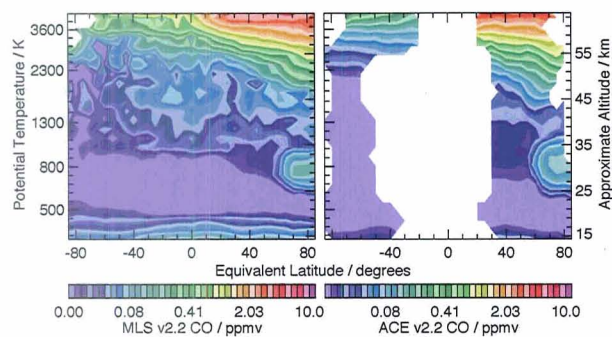 Potential Temperature / K
3600
2300
1300
800
500
55
45
35
25
15
Approximate Altitude / km
-80 -40 0 40 80
-40 0 40 80
Equivalent Latitude / degrees
0.00 0.08 0.41 2.03 10.0
MLS v2.2 CO / ppmv
0.08 0.41 2.03 10.0
ACE v2.2 CO / ppmv